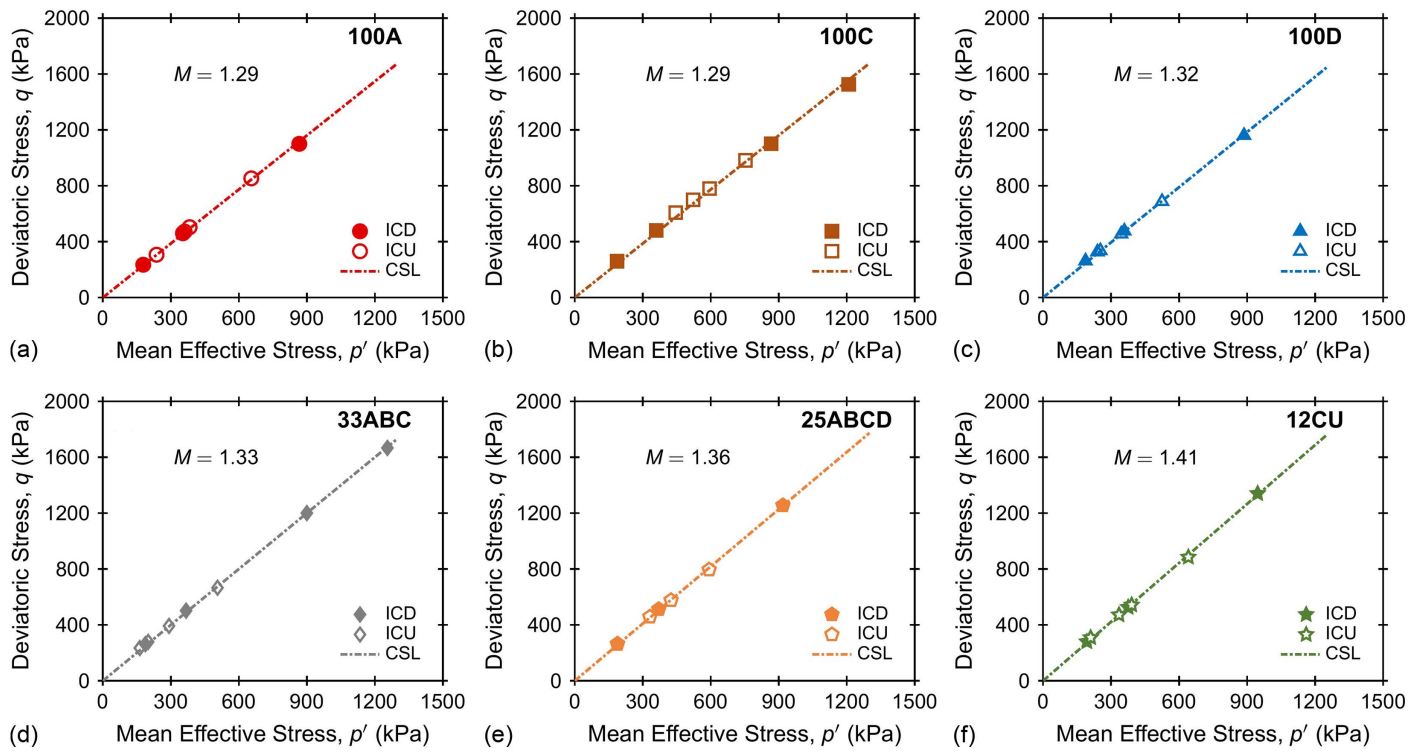 100A
M = 1.29
Deviatoric Stress, q (kPa)
2000
1600
1200
800
400
0
ICD
ICU
CSL
0 300 600 900 1200 1500
(a) Mean Effective Stress, p′ (kPa)
100C
M = 1.29
Deviatoric Stress, q (kPa)
2000
1600
1200
800
400
0
ICD
ICU
CSL
0 300 600 900 1200 1500
(b) Mean Effective Stress, p′ (kPa)
100D
M = 1.32
Deviatoric Stress, q (kPa)
2000
1600
1200
800
400
0
ICD
ICU
CSL
0 300 600 900 1200 1500
(c) Mean Effective Stress, p′ (kPa)
33ABC
M = 1.33
Deviatoric Stress, q (kPa)
2000
1600
1200
800
400
0
ICD
ICU
CSL
0 300 600 900 1200 1500
(d) Mean Effective Stress, p′ (kPa)
25ABCD
M = 1.36
Deviatoric Stress, q (kPa)
2000
1600
1200
800
400
0
ICD
ICU
CSL
0 300 600 900 1200 1500
(e) Mean Effective Stress, p′ (kPa)
12CU
M = 1.41
Deviatoric Stress, q (kPa)
2000
1600
1200
800
400
0
ICD
ICU
CSL
0 300 600 900 1200 1500
(f) Mean Effective Stress, p′ (kPa)